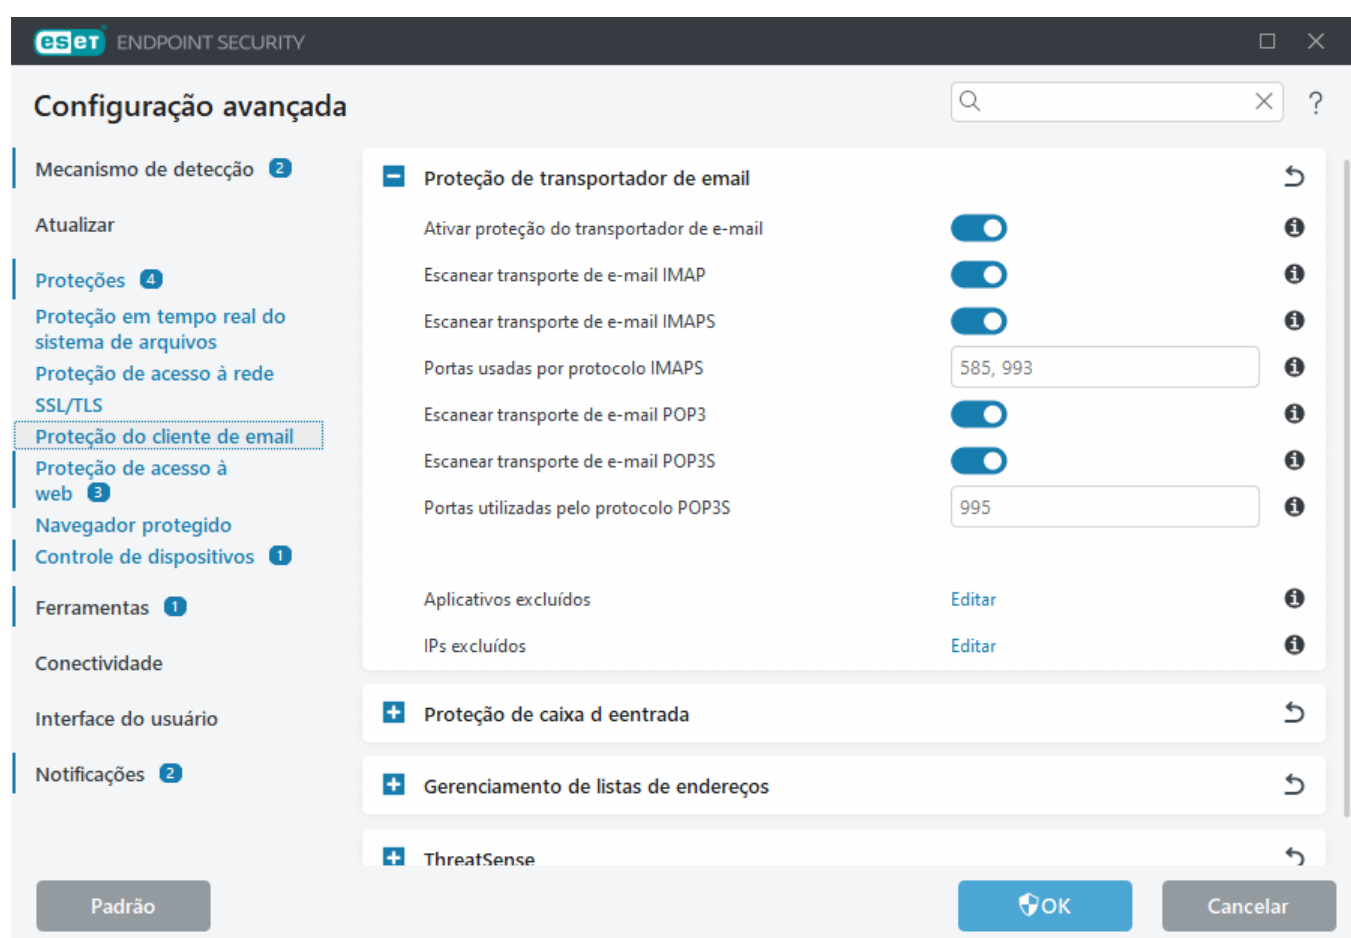 eset ENDPOINT SECURITY
Configuração avançada
?
Mecanismo de detecção 2
Atualizar
Proteções 4
Proteção em tempo real do
sistema de arquivos
Proteção de acesso à rede
SSL/TLS
Proteção do cliente de email
Proteção de acesso à
web 3
Navegador protegido
Controle de dispositivos 1
Ferramentas 1
Conectividade
Interface do usuário
Notificações 2
Proteção de transportador de email
Ativar proteção do transportador de e-mail
Escanear transporte de e-mail IMAP
Escanear transporte de e-mail IMAPS
Portas usadas por protocolo IMAPS 585, 993
Escanear transporte de e-mail POP3
Escanear transporte de e-mail POP3S
Portas utilizadas pelo protocolo POP3S 995
Aplicativos excluídos Editar
IPs excluídos Editar
Proteção de caixa d eentrada
Gerenciamento de listas de endereços
ThreatSense
Padrão OK Cancelar